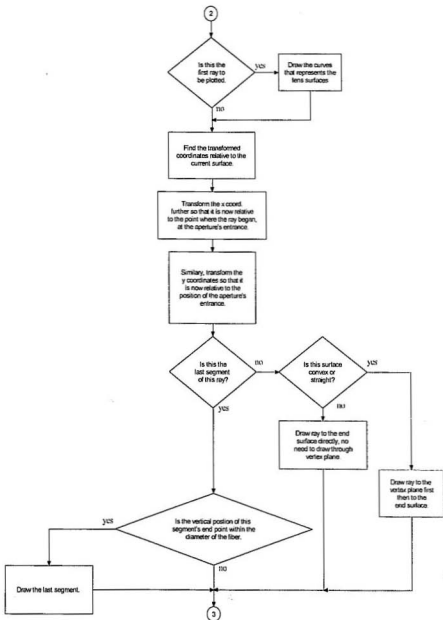 2
Is this the
first ray to
be plotted.
yes
Draw the curves
that represents the
lens surfaces
no
Find the transformed
coordinates relative to the
current surface.
Transform the x coord.
further so that it is now relative
to the point where the ray began,
at the aperture's entrance.
Similary, transform the
y coordinates so that it
is now relative to the
position of the aperture's
entrance.
Is this the
last segment
of this ray?
no
Is this surface
convex or
straight?
yes
yes
no
Draw ray to the end
surface directly, no
need to draw through
vertex plane
Draw ray to the
vertex plane first
then to the
end surface
yes
Is the vertical postion of this
segment's end point within the
diameter of the fiber.
no
Draw the last segment.
3